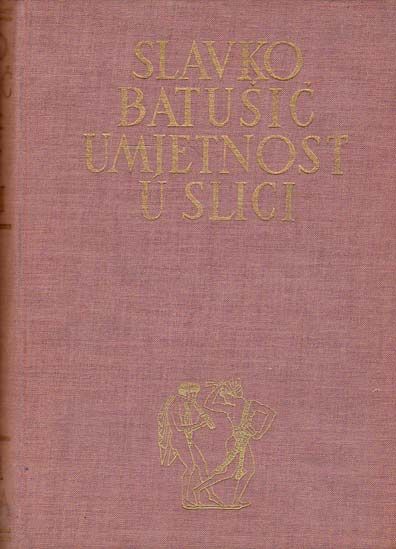 SLAVKO
BATUŠIĆ
UMJETNOST
U SLICI